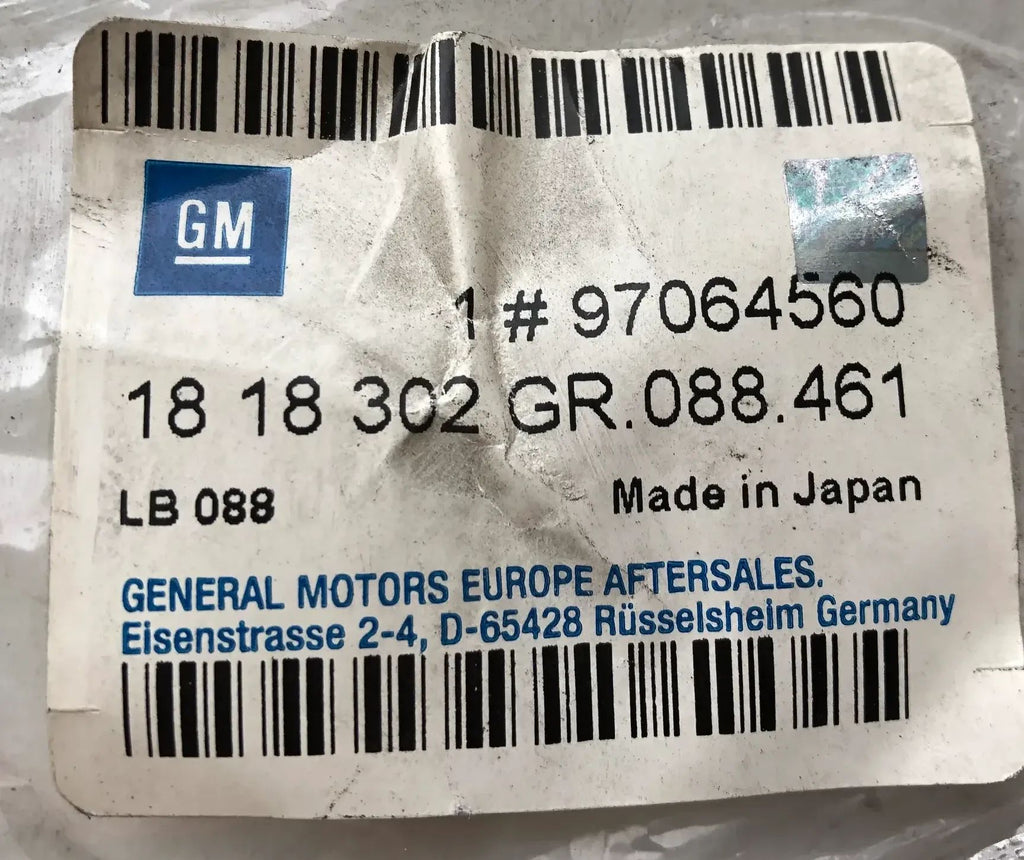 GM
1 # 97064560
18 18 302 GR.088.461
LB 088 Made in Japan
GENERAL MOTORS EUROPE AFTERSALES.
Eisenstrasse 2-4, D-65428 Rüsselsheim Germany